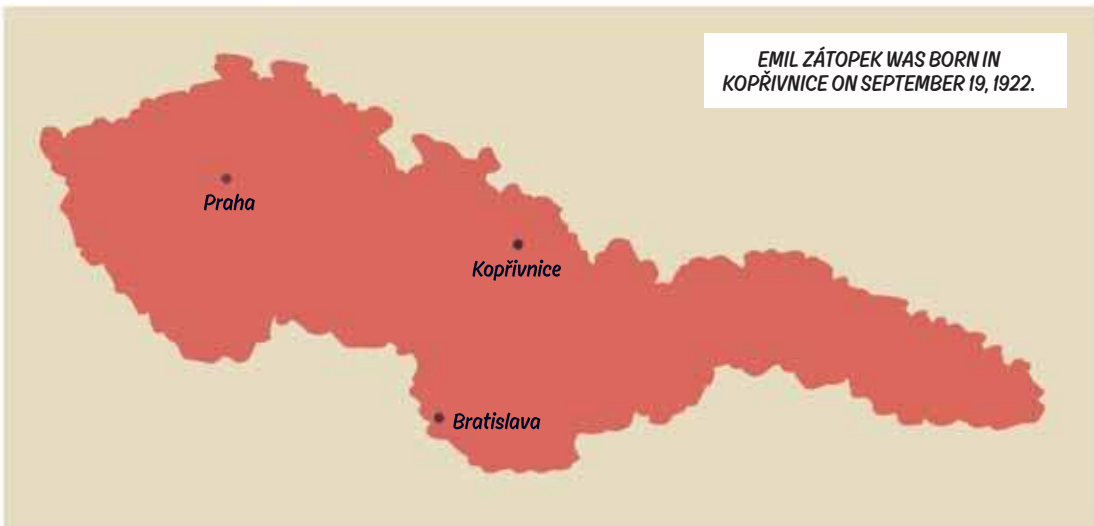 EMIL ZÁTOPEK WAS BORN IN
KOPŘIVNICE ON SEPTEMBER 19, 1922.
Praha
Kopřivnice
Bratislava